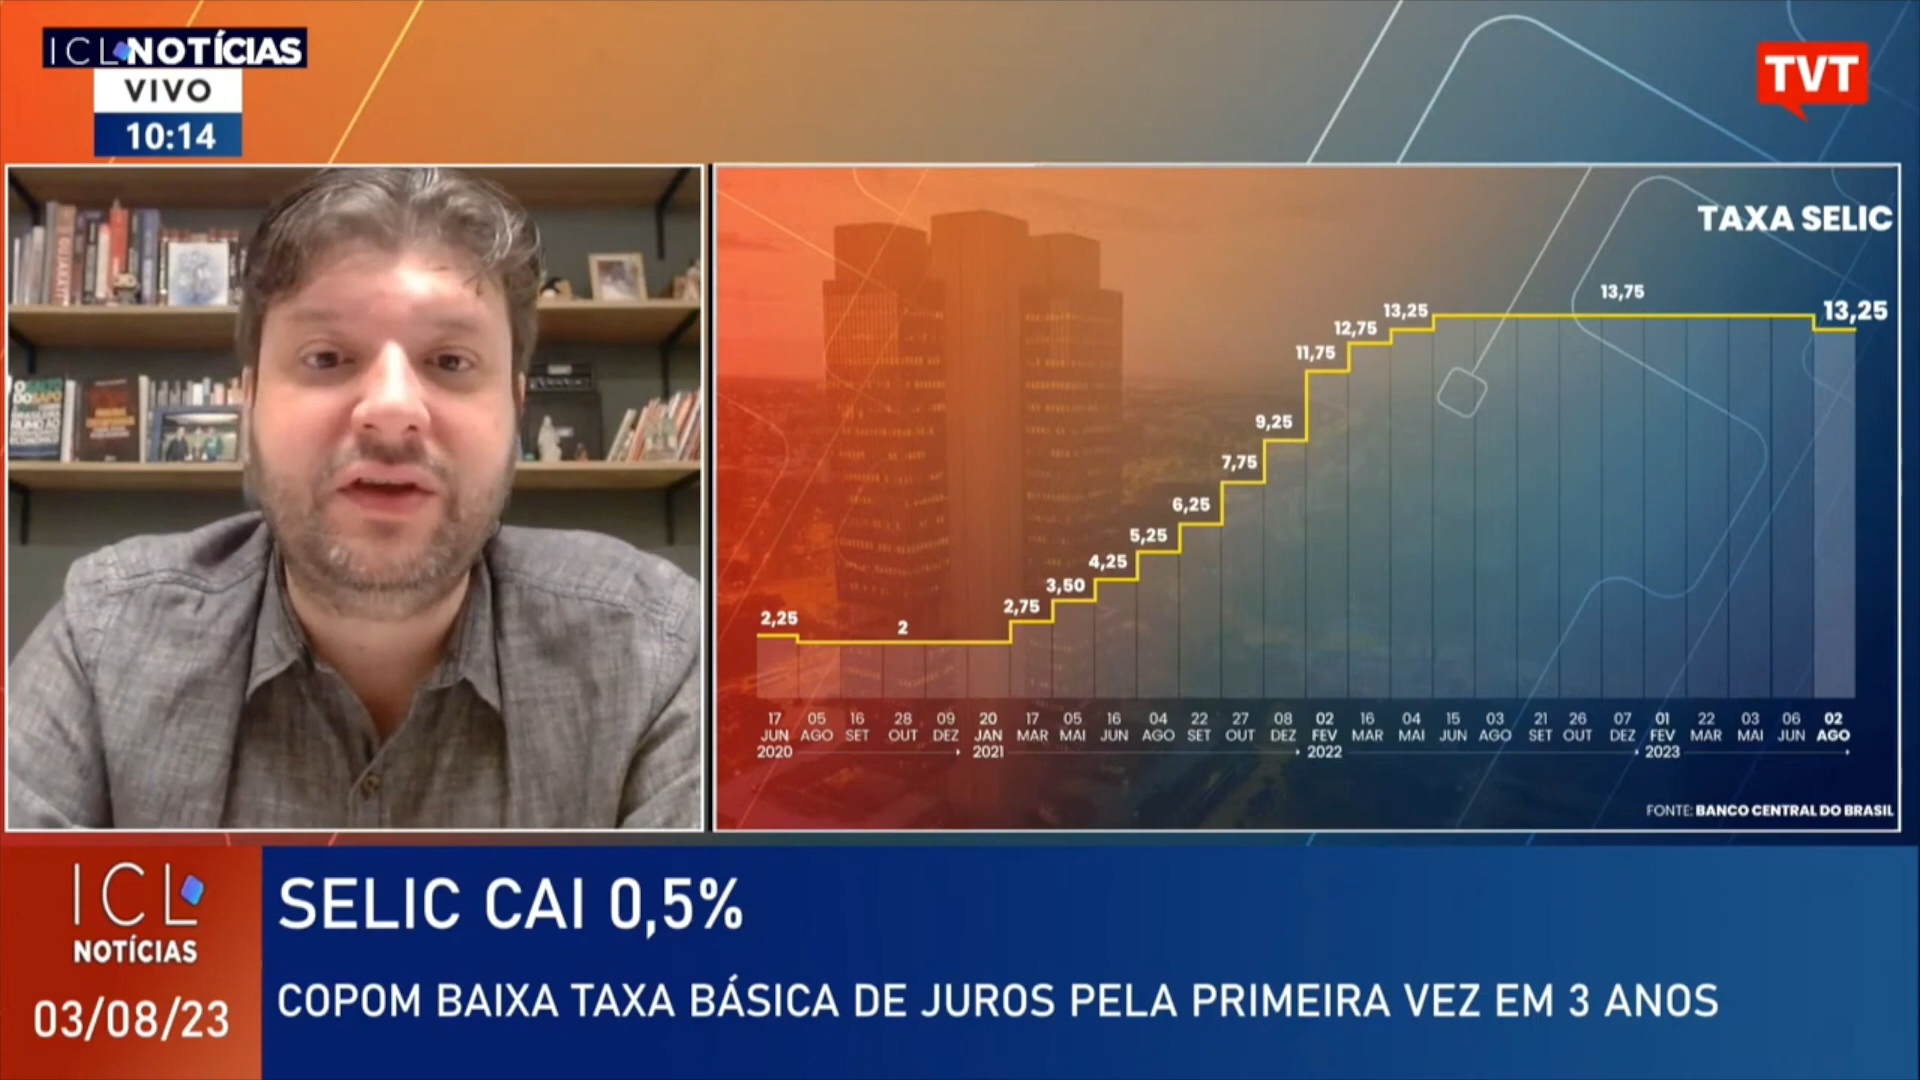 ICL NOTÍCIAS
VIVO
10:14
TVT
O SALTO
DO SAPO
RUMO AO
TAXA SELIC
2,25
2
2,75
3,50
4,25
5,25
6,25
7,75
9,25
11,75
12,75
13,25
13,75
13,25
17 JUN 2020
05 AGO
16 SET
28 OUT
09 DEZ
20 JAN 2021
17 MAR
05 MAI
16 JUN
04 AGO
22 SET
27 OUT
08 DEZ
02 FEV 2022
16 MAR
04 MAI
15 JUN
03 AGO
21 SET
26 OUT
07 DEZ
01 FEV 2023
22 MAR
03 MAI
06 JUN
02 AGO
FONTE: BANCO CENTRAL DO BRASIL
ICL
NOTÍCIAS
03/08/23
SELIC CAI 0,5%
COPOM BAIXA TAXA BÁSICA DE JUROS PELA PRIMEIRA VEZ EM 3 ANOS